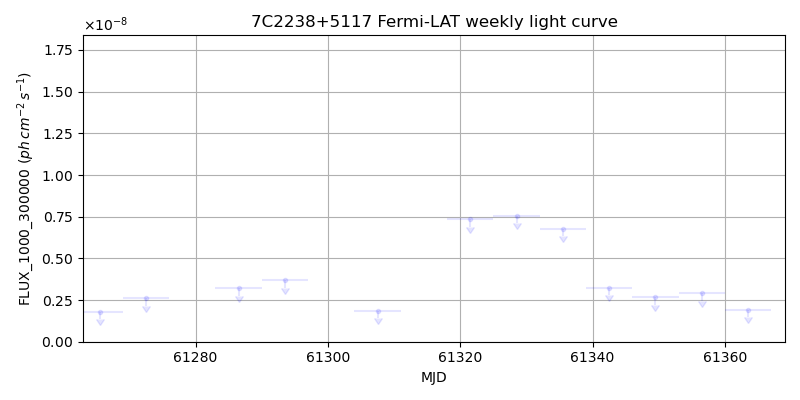 7C2238+5117 Fermi-LAT weekly light curve
×10⁻⁸
1.75
1.50
1.25
1.00
0.75
0.50
0.25
0.00
FLUX_1000_300000 (ph cm⁻² s⁻¹)
61280 61300 61320 61340 61360
MJD